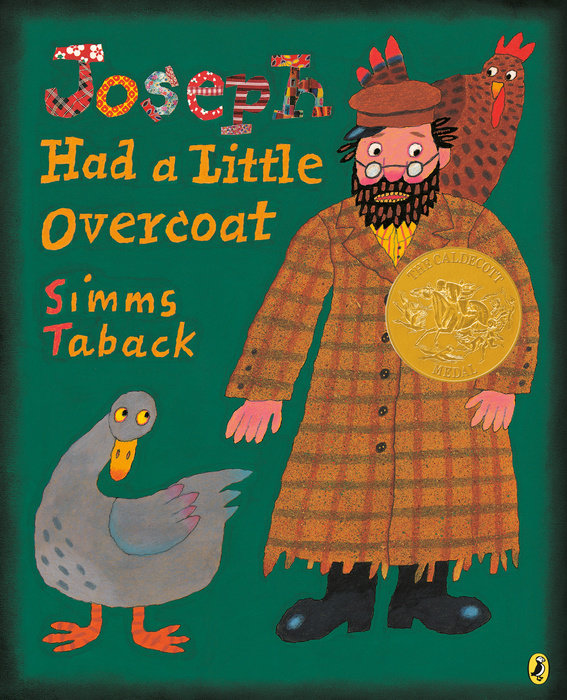 Joseph
Had a Little
Overcoat
Simms
Taback
THE CALDECOTT
MEDAL